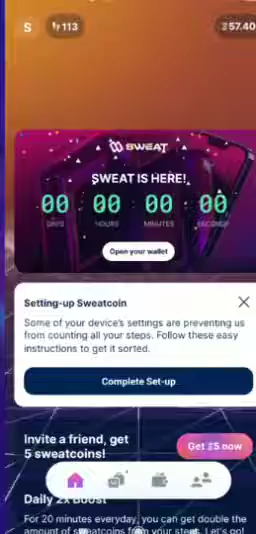 S 113 57.40
SWEAT
SWEAT IS HERE!
00 00 00 00
DAYS HOURS MINUTES SECONDS
Open your wallet
Setting-up Sweatcoin
Some of your device's settings are preventing us
from counting all your steps. Follow these easy
instructions to get it sorted.
Complete Set-up
Invite a friend, get
5 sweatcoins!
Get 5 now
Daily 2x Boost
For 20 minutes everyday, you can get double the
amount of sweatcoins from your steps. Let's go!